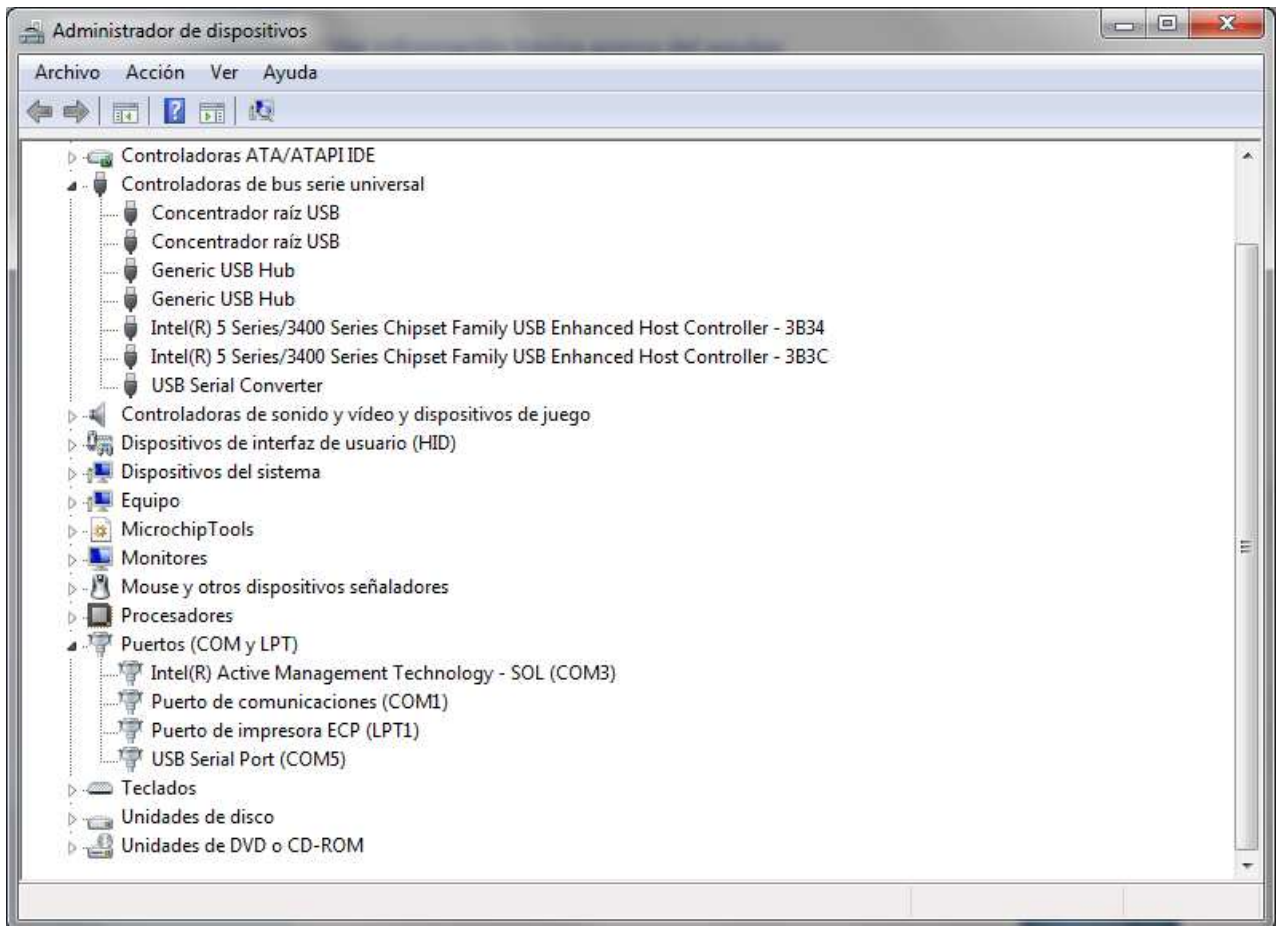 Administrador de dispositivos
Archivo Acción Ver Ayuda
Controladoras ATA/ATAPI IDE
Controladoras de bus serie universal
Concentrador raíz USB
Concentrador raíz USB
Generic USB Hub
Generic USB Hub
Intel(R) 5 Series/3400 Series Chipset Family USB Enhanced Host Controller - 3B34
Intel(R) 5 Series/3400 Series Chipset Family USB Enhanced Host Controller - 3B3C
USB Serial Converter
Controladoras de sonido y vídeo y dispositivos de juego
Dispositivos de interfaz de usuario (HID)
Dispositivos del sistema
Equipo
MicrochipTools
Monitores
Mouse y otros dispositivos señaladores
Procesadores
Puertos (COM y LPT)
Intel(R) Active Management Technology - SOL (COM3)
Puerto de comunicaciones (COM1)
Puerto de impresora ECP (LPT1)
USB Serial Port (COM5)
Teclados
Unidades de disco
Unidades de DVD o CD-ROM